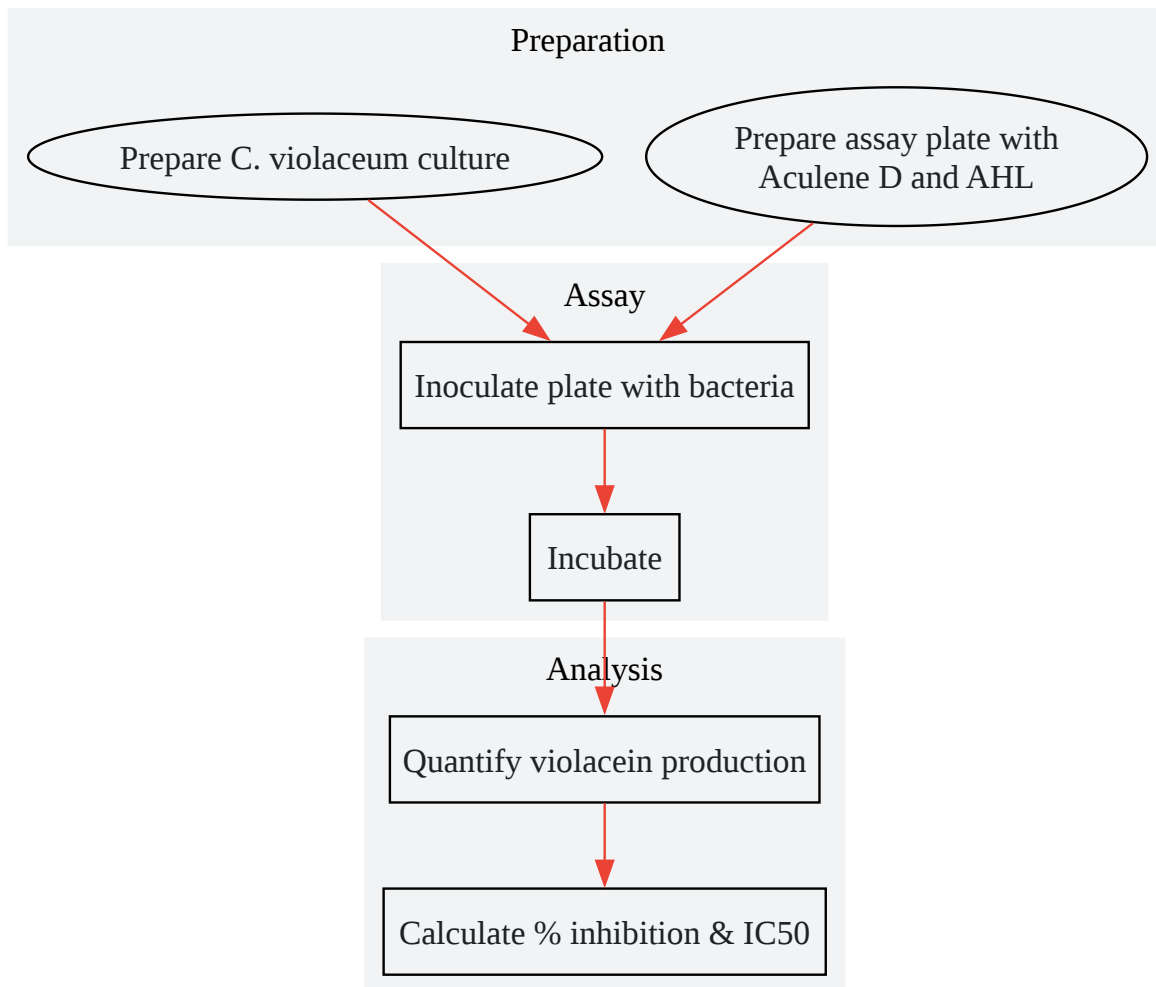 Preparation
Prepare C. violaceum culture
Prepare assay plate with
Aculene D and AHL
Assay
Inoculate plate with bacteria
Incubate
Analysis
Quantify violacein production
Calculate % inhibition & IC50